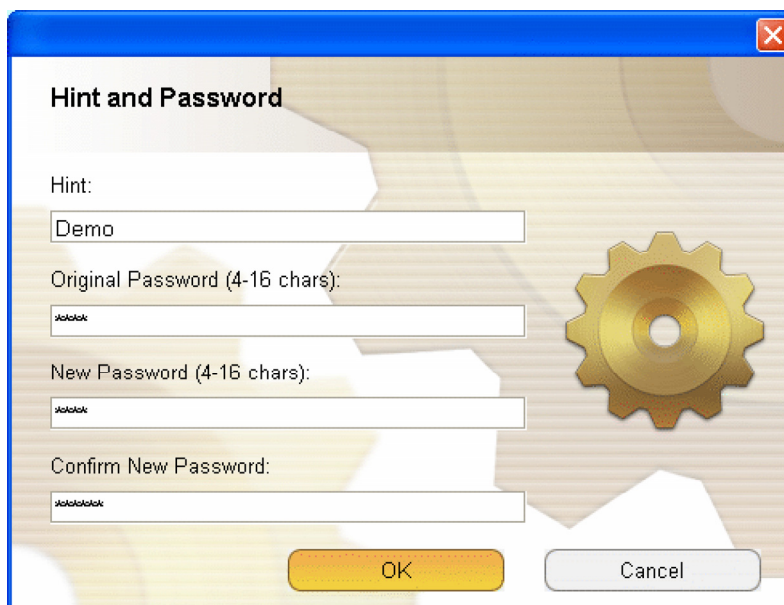 Hint and Password
Hint:
Demo
Original Password (4-16 chars):
****
New Password (4-16 chars):
****
Confirm New Password:
******
OK
Cancel